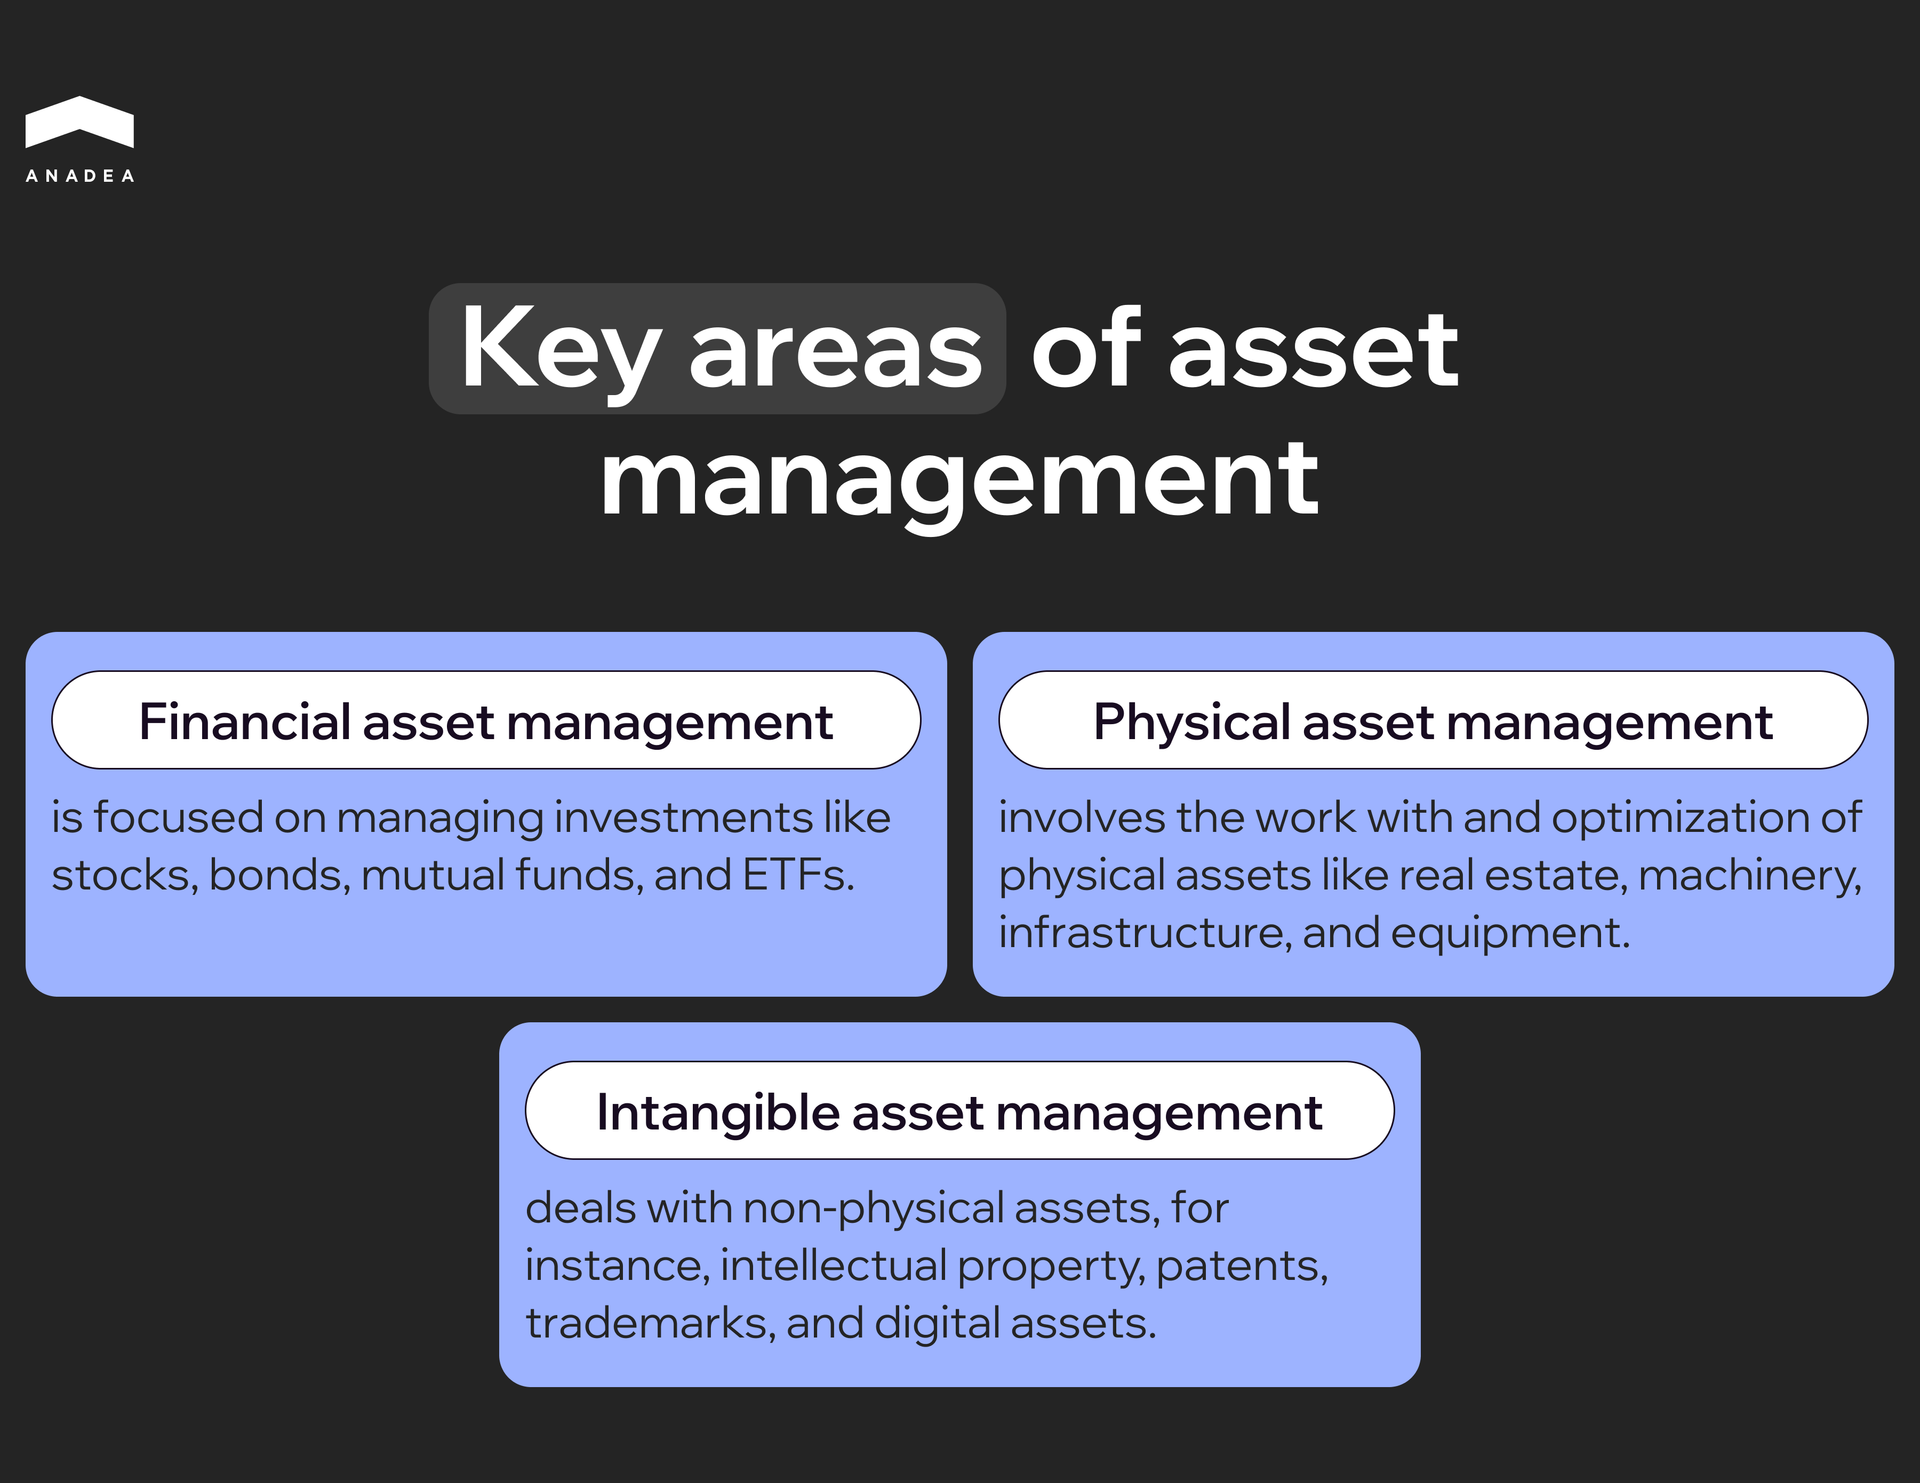 ANADEA
Key areas of asset
management
Financial asset management
is focused on managing investments like
stocks, bonds, mutual funds, and ETFs.
Physical asset management
involves the work with and optimization of
physical assets like real estate, machinery,
infrastructure, and equipment.
Intangible asset management
deals with non-physical assets, for
instance, intellectual property, patents,
trademarks, and digital assets.